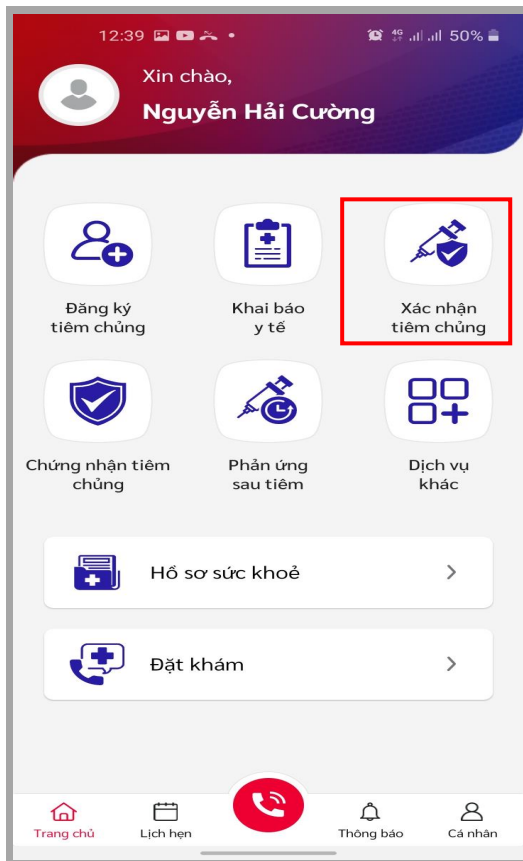 12:39
4G
50%
Xin chào,
Nguyễn Hải Cường
Đăng ký
tiêm chủng
Khai báo
y tế
Xác nhận
tiêm chủng
Chứng nhận tiêm
chủng
Phản ứng
sau tiêm
Dịch vụ
khác
Hồ sơ sức khoẻ
Đặt khám
Trang chủ
Lịch hẹn
Thông báo
Cá nhân